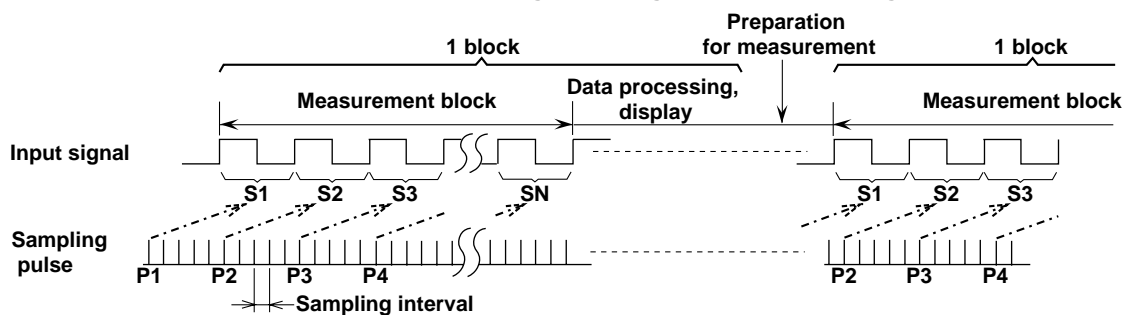 Preparation
for measurement
1 block
1 block
Data processing,
display
Measurement block
Measurement block
Input signal
S1 S2 S3 SN S1 S2 S3
Sampling
pulse
P1 P2 P3 P4 P2 P3 P4
Sampling interval